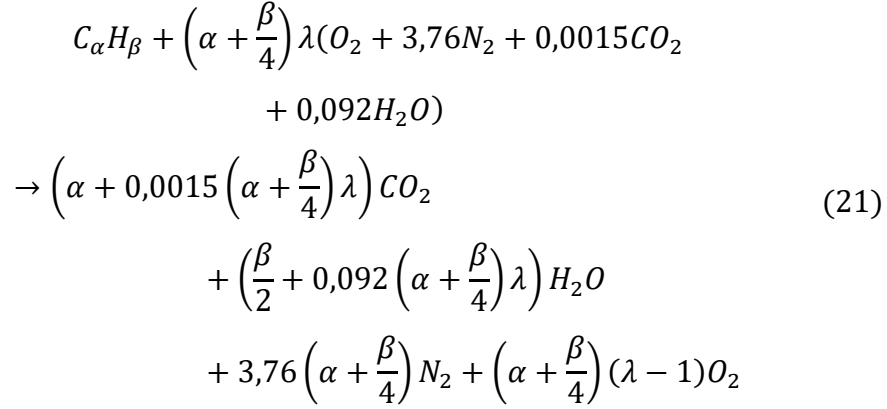 C_αH_β + (α + β/4) λ(O_2 + 3,76N_2 + 0,0015CO_2
+ 0,092H_2O)
→ (α + 0,0015 (α + β/4) λ) CO_2
(21)
+ (β/2 + 0,092 (α + β/4) λ) H_2O
+ 3,76 (α + β/4) N_2 + (α + β/4) (λ − 1)O_2